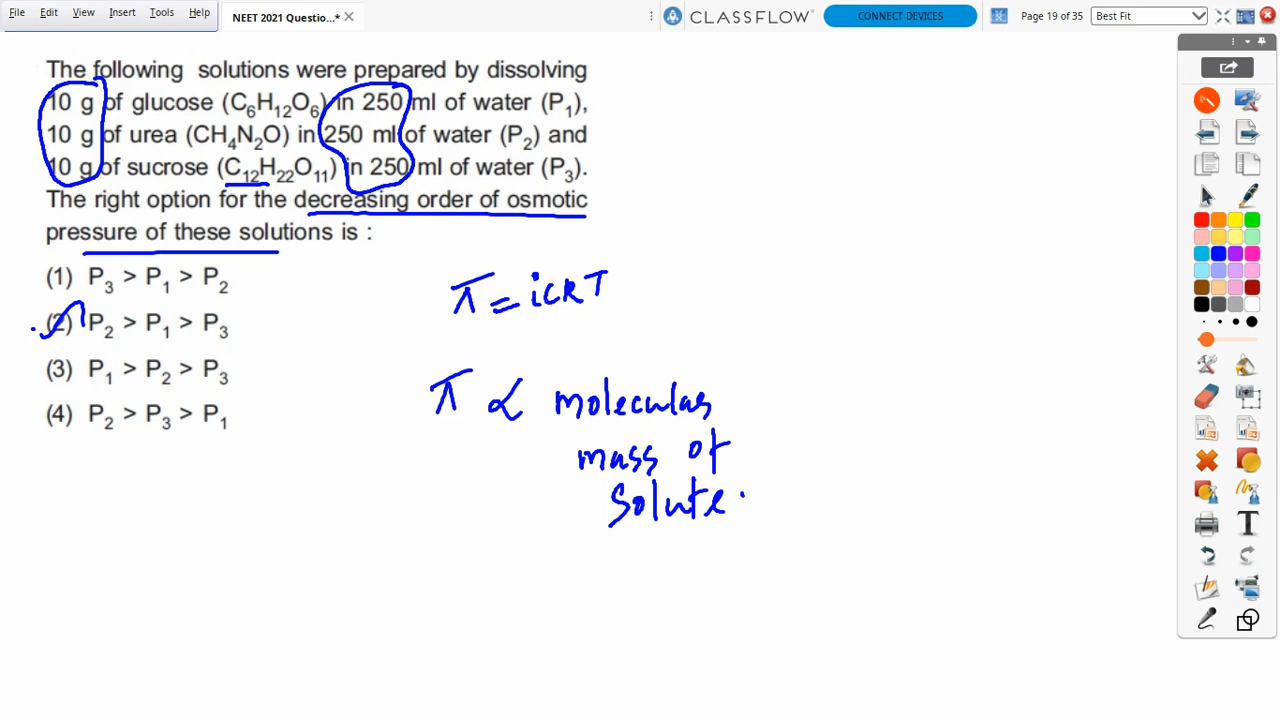 File Edit View Insert Tools Help
NEET 2021 Questio...*
CLASSFLOW
CONNECT DEVICES
Page 19 of 35
Best Fit
The following solutions were prepared by dissolving
10 g of glucose (C₆H₁₂O₆) in 250 ml of water (P₁),
10 g of urea (CH₄N₂O) in 250 ml of water (P₂) and
10 g of sucrose (C₁₂H₂₂O₁₁) in 250 ml of water (P₃).
The right option for the decreasing order of osmotic
pressure of these solutions is :
(1) P₃ > P₁ > P₂
(2) P₂ > P₁ > P₃
(3) P₁ > P₂ > P₃
(4) P₂ > P₃ > P₁
π = icRT
π ∝ molecular
mass of
solute.